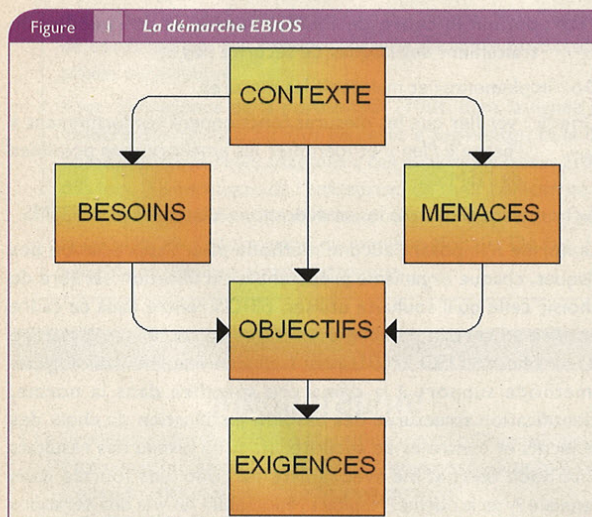 Figure 1 La démarche EBIOS
CONTEXTE
BESOINS
MENACES
OBJECTIFS
EXIGENCES